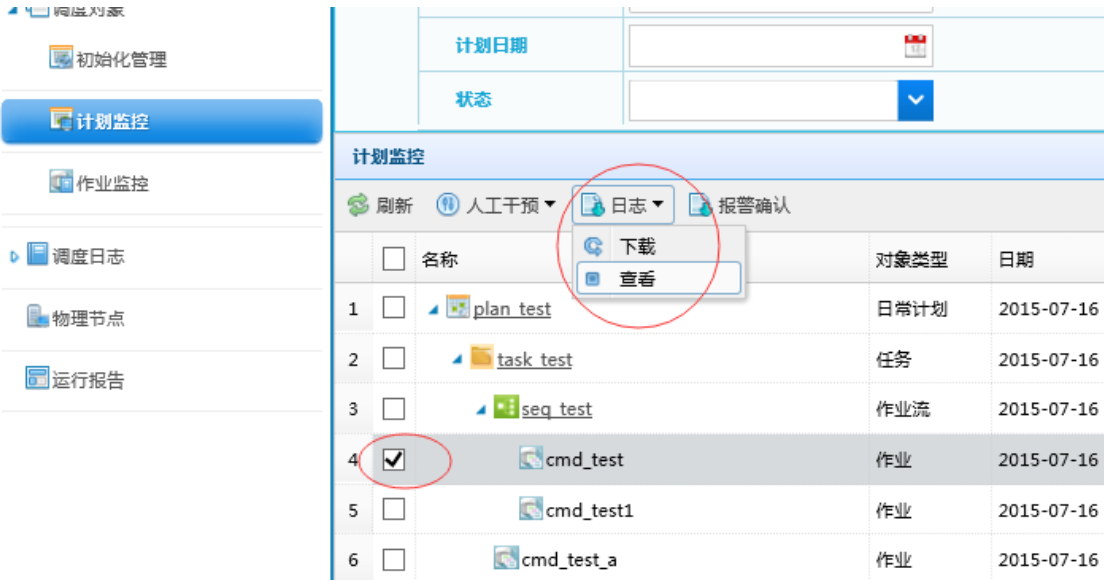 调度对象
初始化管理
计划监控
作业监控
调度日志
物理节点
运行报告
计划日期
12
状态
计划监控
刷新 人工干预 日志 报警确认
下载
查看
名称 对象类型 日期
1 plan_test 日常计划 2015-07-16
2 task_test 任务 2015-07-16
3 seq_test 作业流 2015-07-16
4 cmd_test 作业 2015-07-16
5 cmd_test1 作业 2015-07-16
6 cmd_test_a 作业 2015-07-16